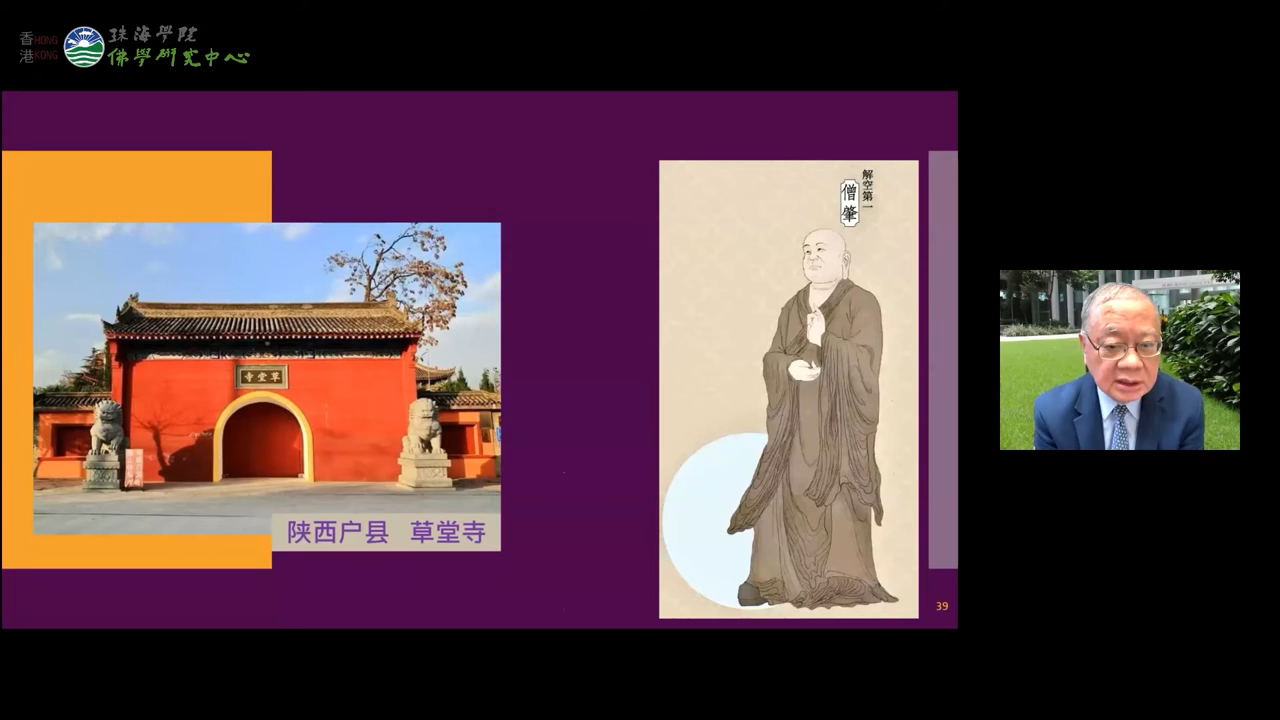 香 HONG
港 KONG
珠海學院
佛學研究中心
寺堂草
陕西户县 草堂寺
解空第一
僧肇
39